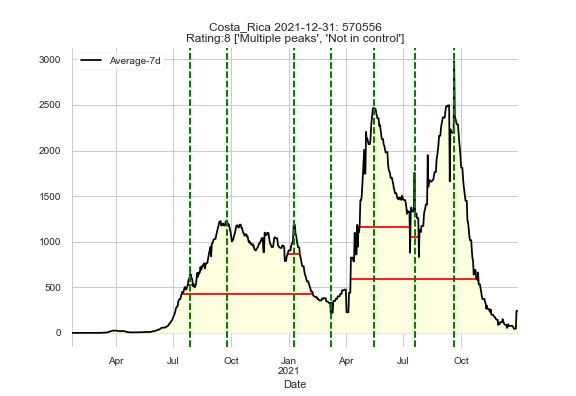 Costa_Rica 2021-12-31: 570556
Rating:8 ['Multiple peaks', 'Not in control']
Average-7d
3000
2500
2000
1500
1000
500
0
Apr Jul Oct Jan Apr Jul Oct
2021
Date